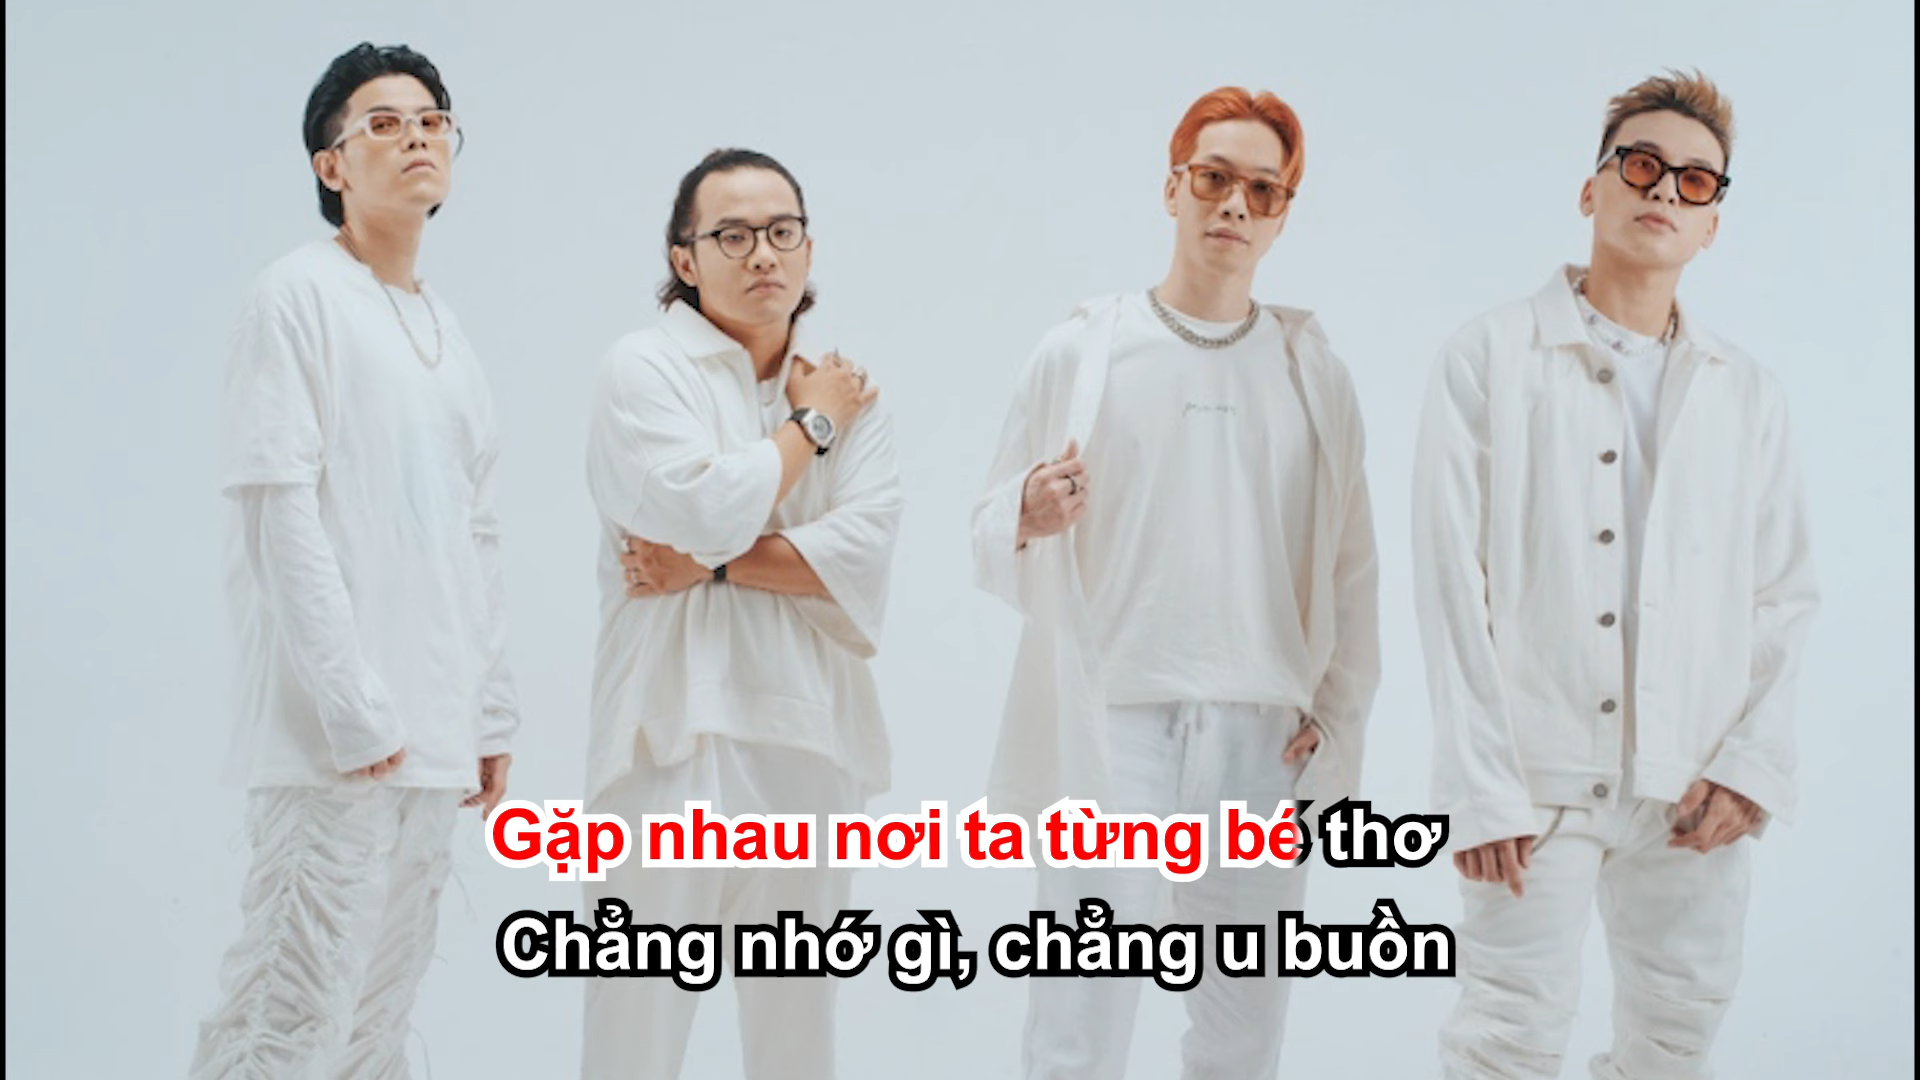 Gặp nhau nơi ta từng bé thơ
Chẳng nhớ gì, chẳng u buồn